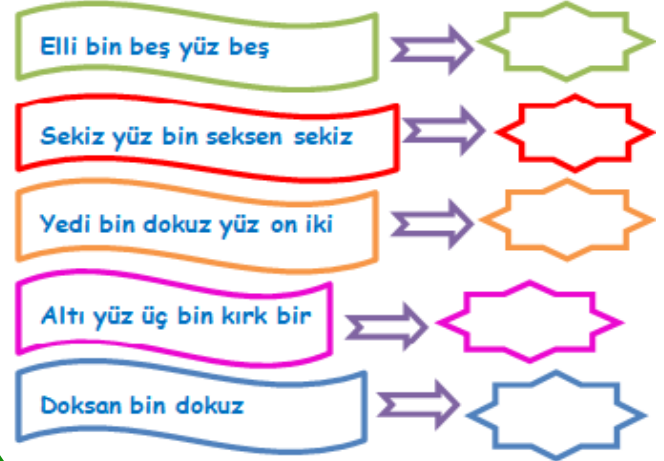 Elli bin beş yüz beş
Sekiz yüz bin seksen sekiz
Yedi bin dokuz yüz on iki
Altı yüz üç bin kırk bir
Doksan bin dokuz